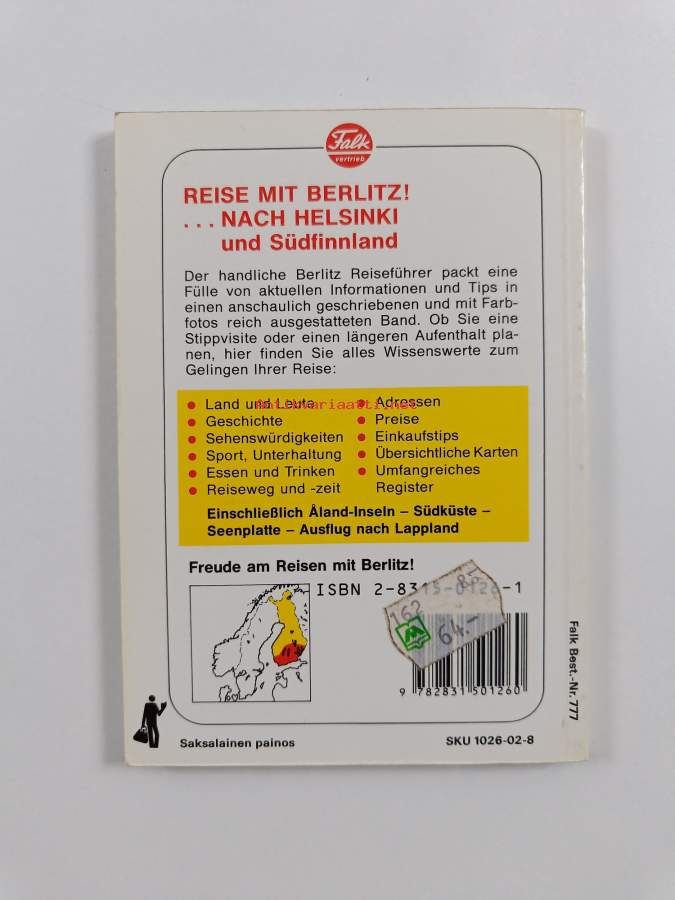 Falk
vertrieb
REISE MIT BERLITZ!
... NACH HELSINKI
und Südfinnland
Der handliche Berlitz Reiseführer packt eine
Fülle von aktuellen Informationen und Tips in
einen anschaulich geschriebenen und mit Farb-
fotos reich ausgestatteten Band. Ob Sie eine
Stippvisite oder einen längeren Aufenthalt pla-
nen, hier finden Sie alles Wissenswerte zum
Gelingen Ihrer Reise:
• Land und Leute
• Geschichte
• Sehenswürdigkeiten
• Sport, Unterhaltung
• Essen und Trinken
• Reiseweg und -zeit
• Adressen
• Preise
• Einkaufstips
• Übersichtliche Karten
• Umfangreiches
Register
Antikvariaatti.net
Einschließlich Åland-Inseln – Südküste –
Seenplatte – Ausflug nach Lappland
Freude am Reisen mit Berlitz!
ISBN 2-83
-1
162
64.-
9 782831 501260
Saksalainen painos
SKU 1026-02-8
Falk Best.-Nr. 777